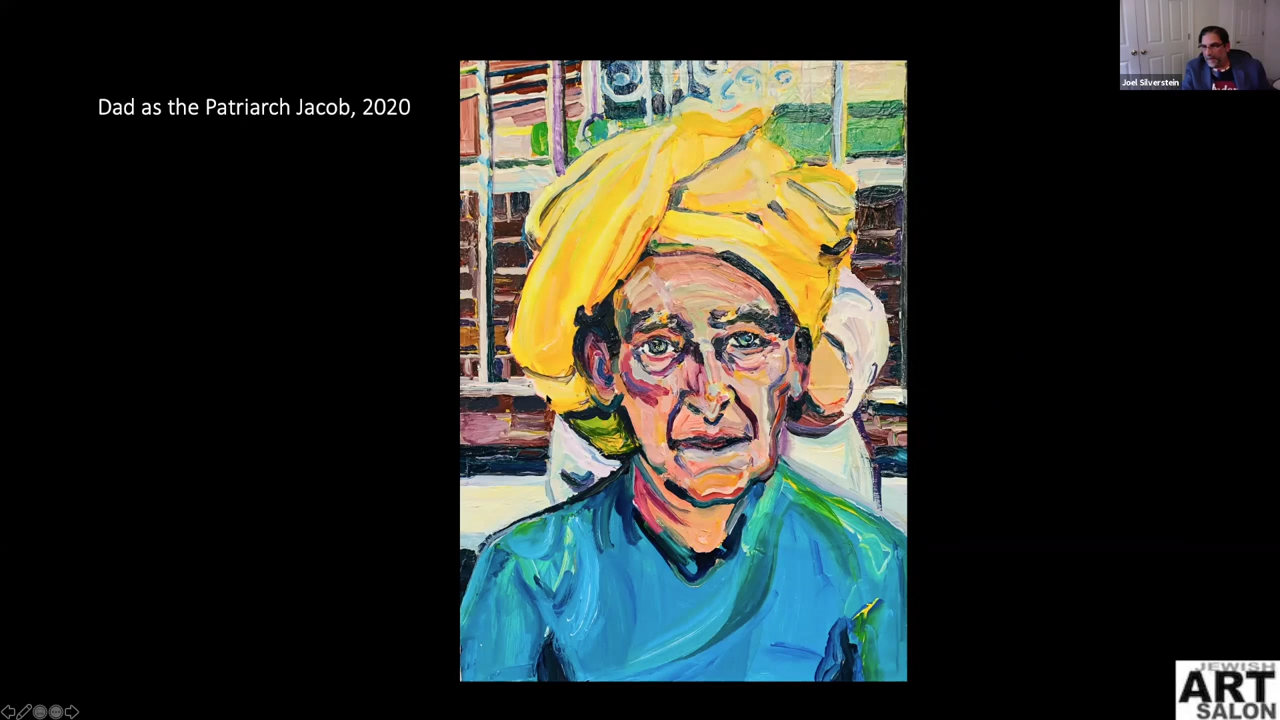 Dad as the Patriarch Jacob, 2020
Joel Silverstein
JEWISH
ART
SALON